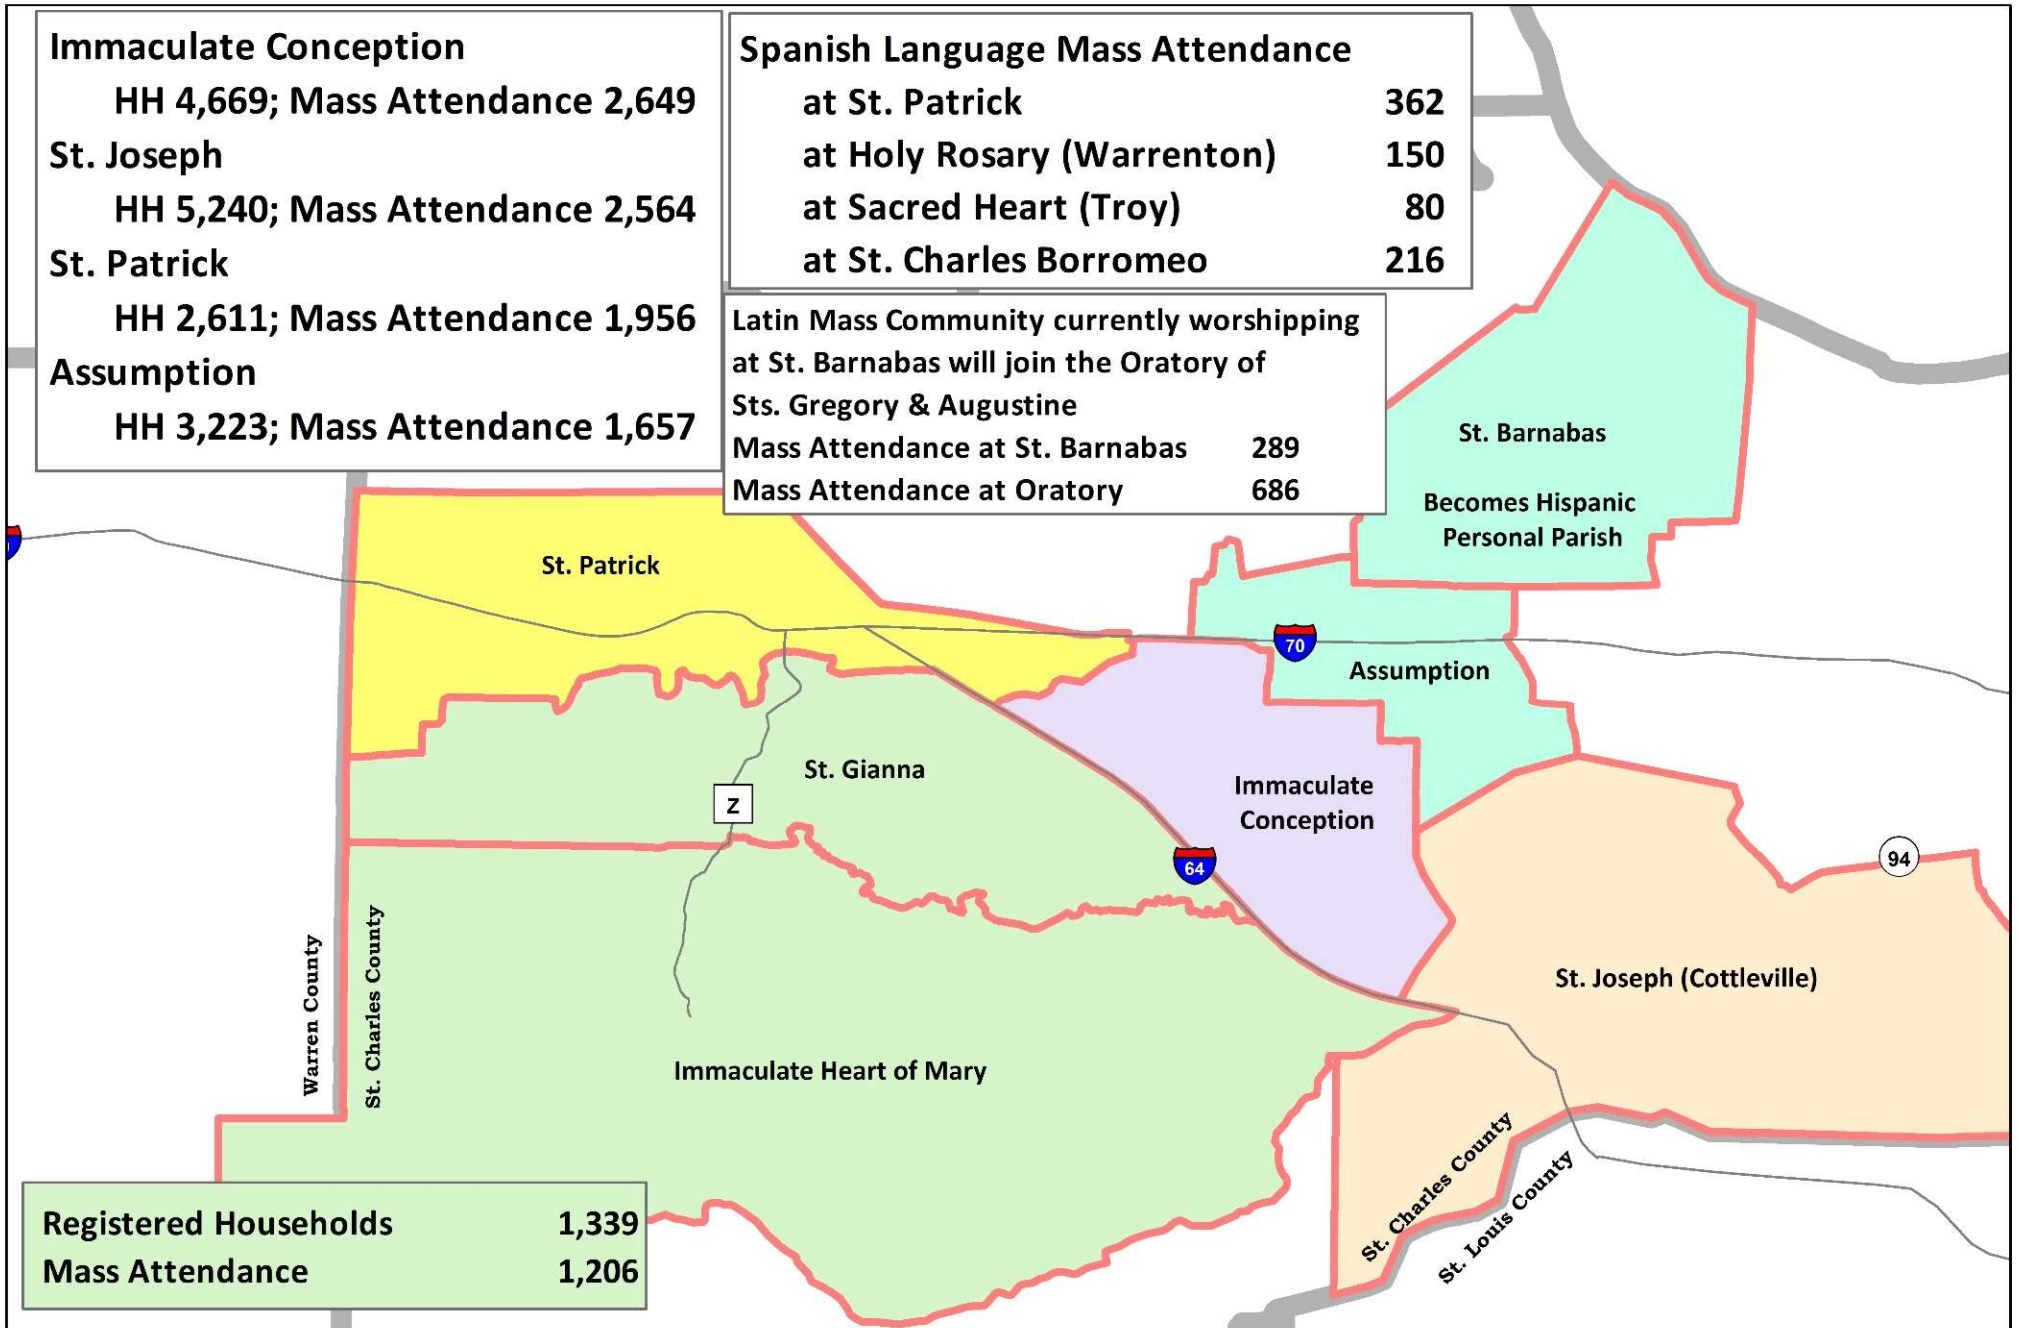 Immaculate Conception
HH 4,669; Mass Attendance 2,649
St. Joseph
HH 5,240; Mass Attendance 2,564
St. Patrick
HH 2,611; Mass Attendance 1,956
Assumption
HH 3,223; Mass Attendance 1,657
Spanish Language Mass Attendance
at St. Patrick 362
at Holy Rosary (Warrenton) 150
at Sacred Heart (Troy) 80
at St. Charles Borromeo 216
Latin Mass Community currently worshipping
at St. Barnabas will join the Oratory of
Sts. Gregory & Augustine
Mass Attendance at St. Barnabas 289
Mass Attendance at Oratory 686
St. Barnabas
Becomes Hispanic
Personal Parish
St. Patrick
70
Assumption
St. Gianna
Z
Immaculate
Conception
64
94
St. Joseph (Cottleville)
Warren County
St. Charles County
Immaculate Heart of Mary
St. Charles County
St. Louis County
Registered Households 1,339
Mass Attendance 1,206